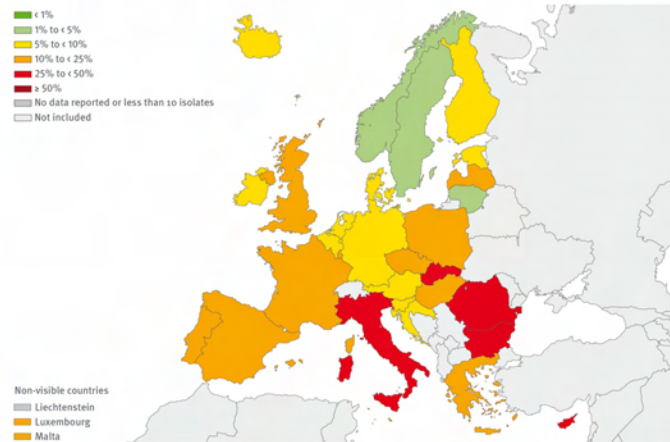 < 1%
1% to < 5%
5% to < 10%
10% to < 25%
25% to < 50%
≥ 50%
No data reported or less than 10 isolates
Not included
Non-visible countries
Liechtenstein
Luxembourg
Malta